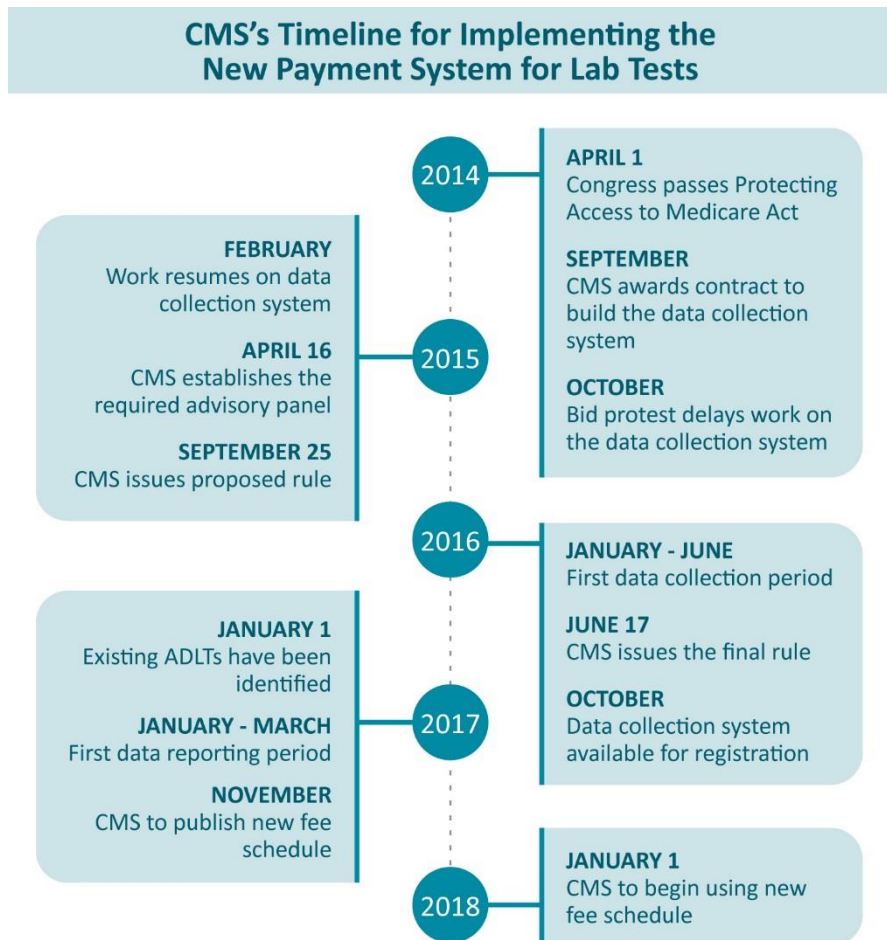 CMS's Timeline for Implementing the
New Payment System for Lab Tests
2014
APRIL 1
Congress passes Protecting
Access to Medicare Act
SEPTEMBER
CMS awards contract to
build the data collection
system
OCTOBER
Bid protest delays work on
the data collection system
2015
FEBRUARY
Work resumes on data
collection system
APRIL 16
CMS establishes the
required advisory panel
SEPTEMBER 25
CMS issues proposed rule
2016
JANUARY - JUNE
First data collection period
JUNE 17
CMS issues the final rule
OCTOBER
Data collection system
available for registration
2017
JANUARY 1
Existing ADLTs have been
identified
JANUARY - MARCH
First data reporting period
NOVEMBER
CMS to publish new fee
schedule
2018
JANUARY 1
CMS to begin using new
fee schedule